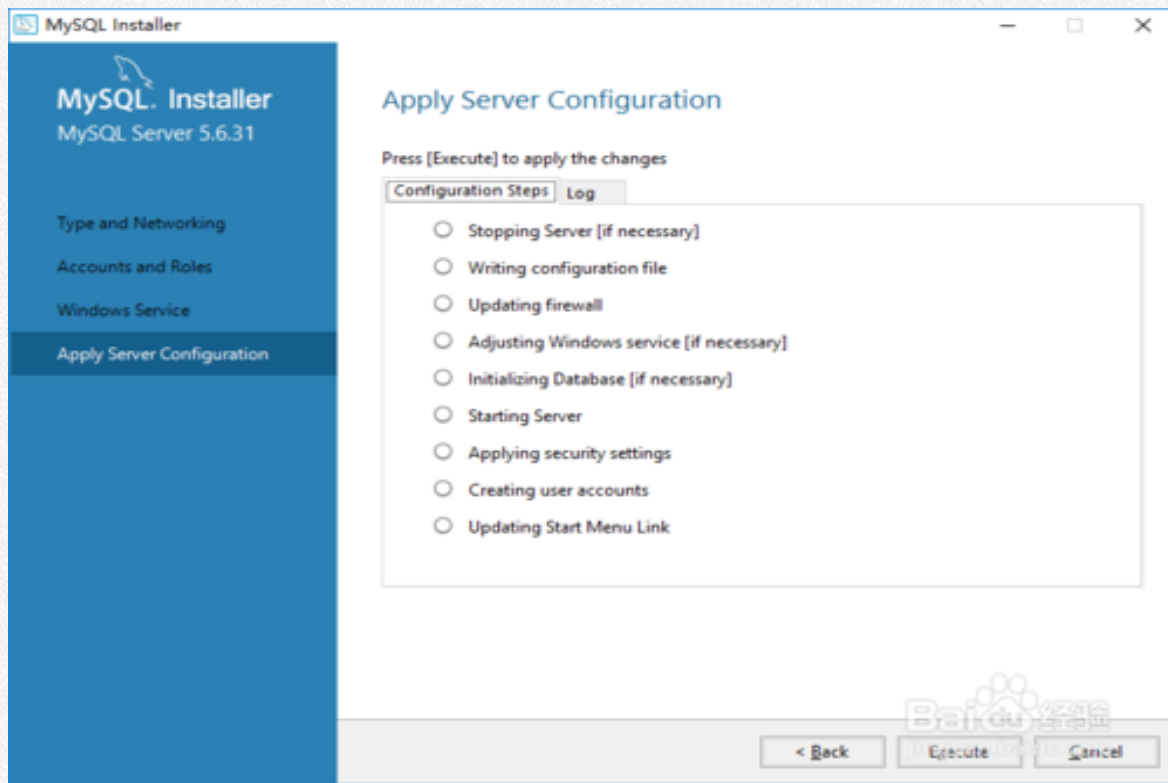 MySQL Installer
MySQL. Installer
MySQL Server 5.6.31
Type and Networking
Accounts and Roles
Windows Service
Apply Server Configuration
Apply Server Configuration
Press [Execute] to apply the changes
Configuration Steps
Log
Stopping Server [if necessary]
Writing configuration file
Updating firewall
Adjusting Windows service [if necessary]
Initializing Database [if necessary]
Starting Server
Applying security settings
Creating user accounts
Updating Start Menu Link
Baidu 经验
< Back
Execute
Cancel